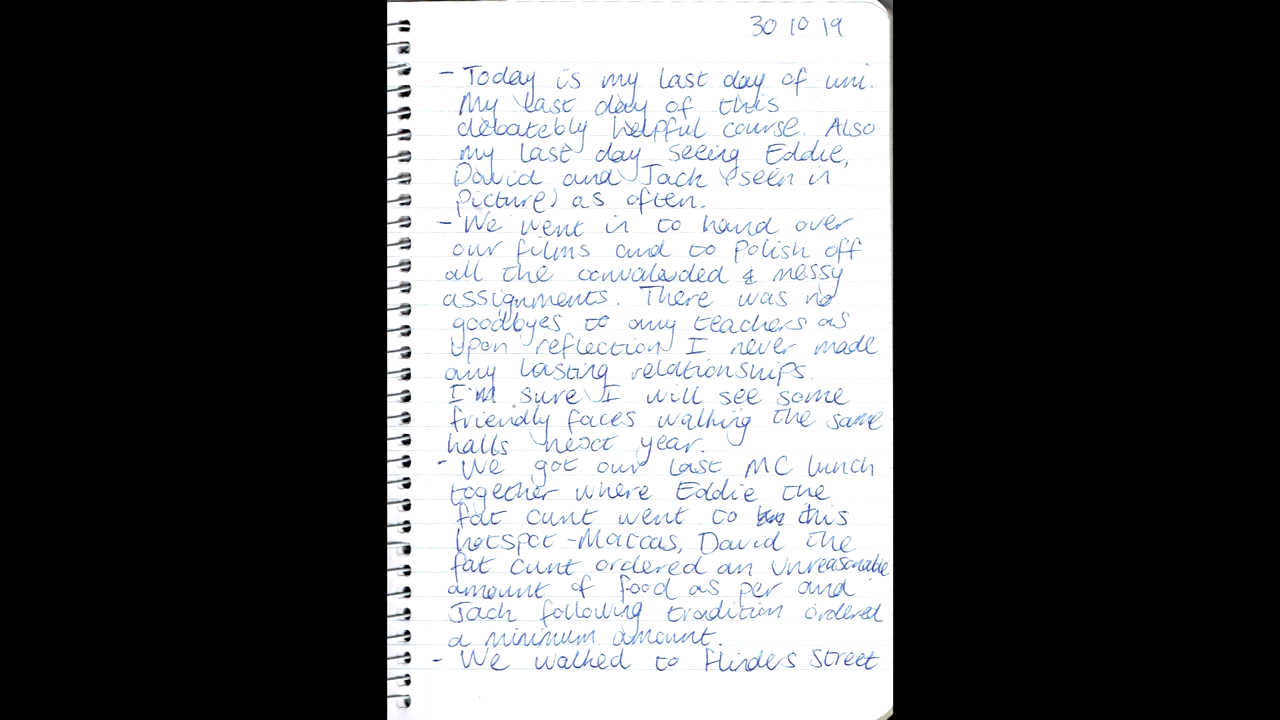 30 10 19
- Today is my last day of uni.
My last day of this
debatebly helpful course. Also
my last day seeing Eddie,
David and Jack (seen in
picture) as often.
- We went in to hand over
our films and to polish off
all the convaluded & messy
assignments. There was no
goodbyes to any teachers as
upon reflection I never made
any lasting relationships.
I'm sure I will see some
friendly faces walking the same
halls next year.
- We got our last MC lunch
together where Eddie the
fat cunt went to this
hotspot - Maccas, David the
fat cunt ordered an unreasonable
amount of food as per and
Jack following tradition ordered
a minimum amount.
- We walked to Flinders Street